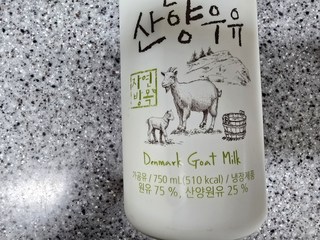 산양우유
자연
방목
Denmark Goat Milk
가공유 / 750 ml (510 kcal) / 냉장제품
원유 75 %, 산양원유 25 %